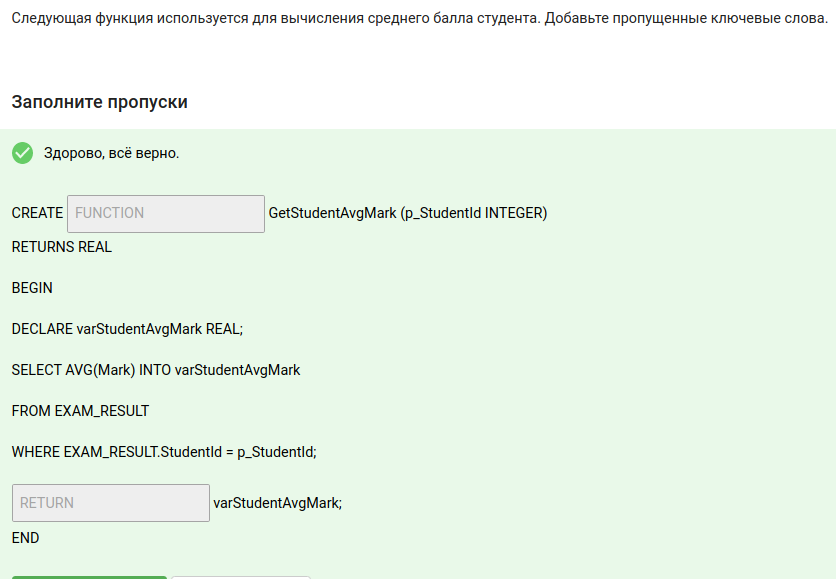 Следующая функция используется для вычисления среднего балла студента. Добавьте пропущенные ключевые слова.
Заполните пропуски
Здорово, всё верно.
CREATE FUNCTION GetStudentAvgMark (p_StudentId INTEGER)
RETURNS REAL
BEGIN
DECLARE varStudentAvgMark REAL;
SELECT AVG(Mark) INTO varStudentAvgMark
FROM EXAM_RESULT
WHERE EXAM_RESULT.StudentId = p_StudentId;
RETURN varStudentAvgMark;
END